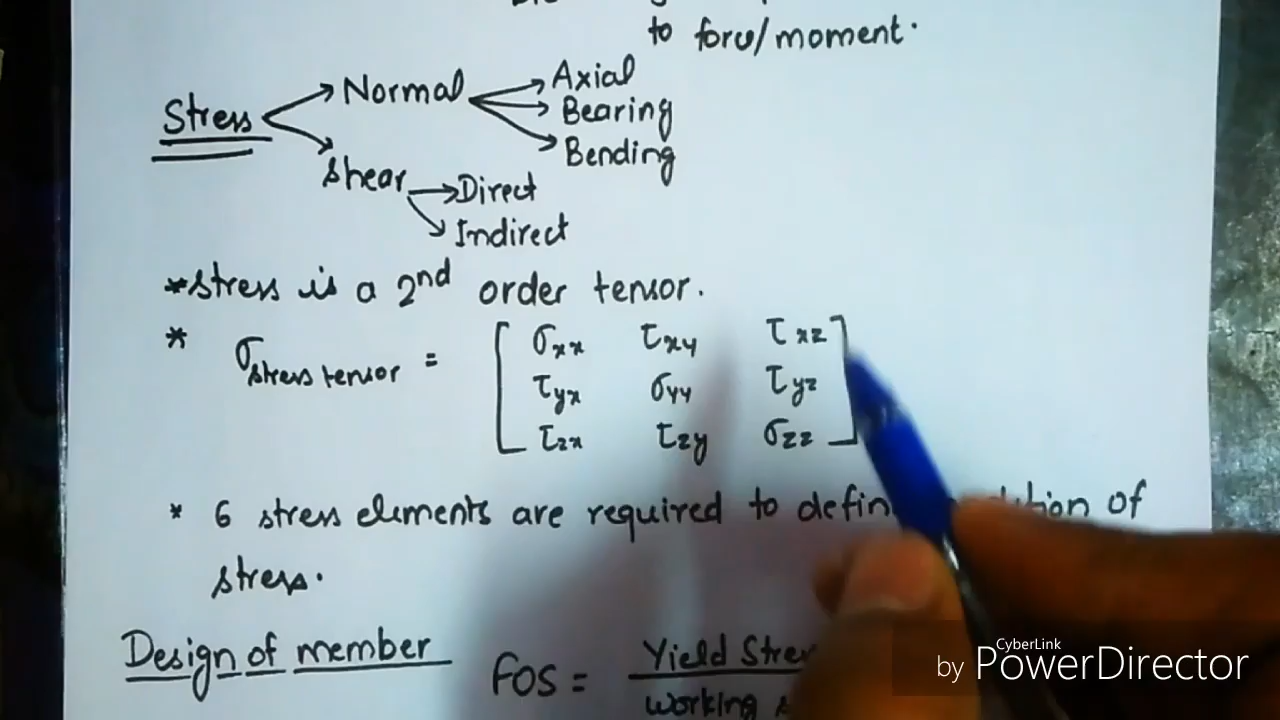 to force/moment.
Stress
Normal
Axial
Bearing
Bending
Shear
Direct
Indirect
*stress is a 2nd order tensor.
* σstress tensor = [ σxx τxy τxz
τyx σyy τyz
τzx τzy σzz ]
* 6 stress elements are required to define
of
stress.
Design of member
FOS = Yield
working
CyberLink
by PowerDirector